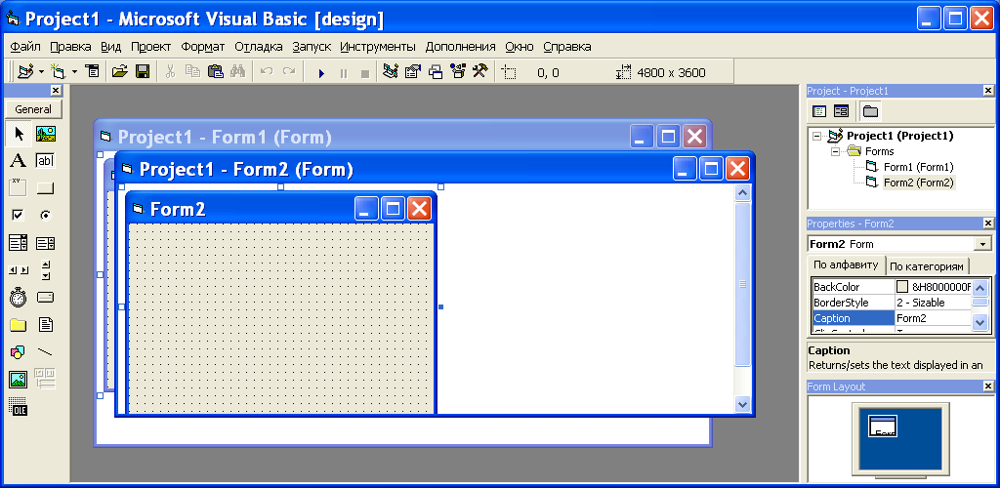 Project1 - Microsoft Visual Basic [design]
Файл Правка Вид Проект Формат Отладка Запуск Инструменты Дополнения Окно Справка
0, 0 4800 x 3600
General
A ab|
XY
OLE
Project1 - Form1 (Form)
Project1 - Form2 (Form)
Form2
Project - Project1
Project1 (Project1)
Forms
Form1 (Form1)
Form2 (Form2)
Properties - Form2
Form2 Form
По алфавиту По категориям
BackColor &H8000000F
BorderStyle 2 - Sizable
Caption Form2
Caption
Returns/sets the text displayed in an
Form Layout